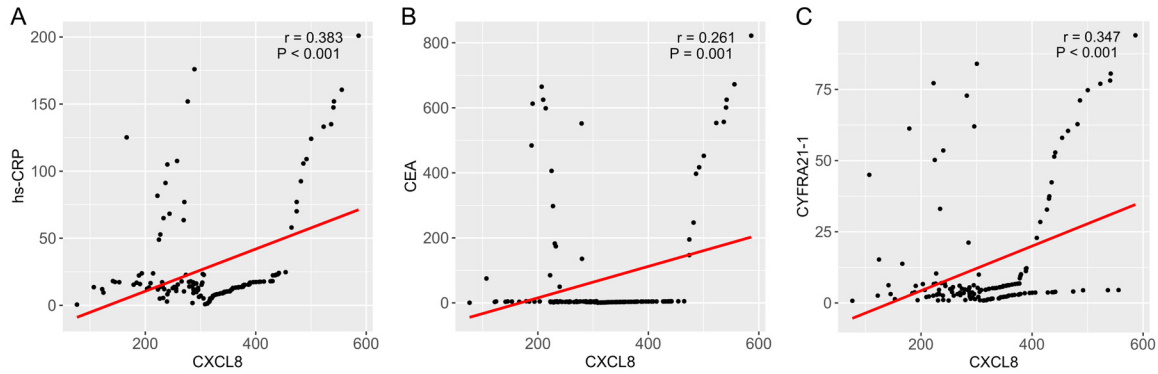 A
r = 0.383
P < 0.001
200
150
100
50
0
hs-CRP
200
400
600
CXCL8
B
r = 0.261
P = 0.001
800
600
400
200
0
CEA
200
400
600
CXCL8
C
r = 0.347
P < 0.001
75
50
25
0
CYFRA21-1
200
400
600
CXCL8